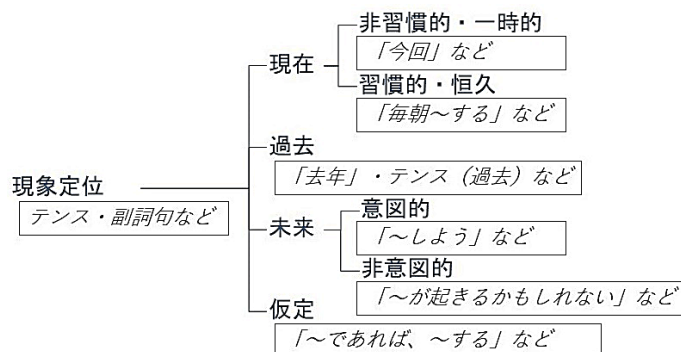 非習慣的・一時的
「今回」など
現在
習慣的・恒久
「毎朝～する」など
過去
「去年」・テンス（過去）など
現象定位
テンス・副詞句など
意図的
「～しよう」など
未来
非意図的
「～が起きるかもしれない」など
仮定
「～であれば、～する」など